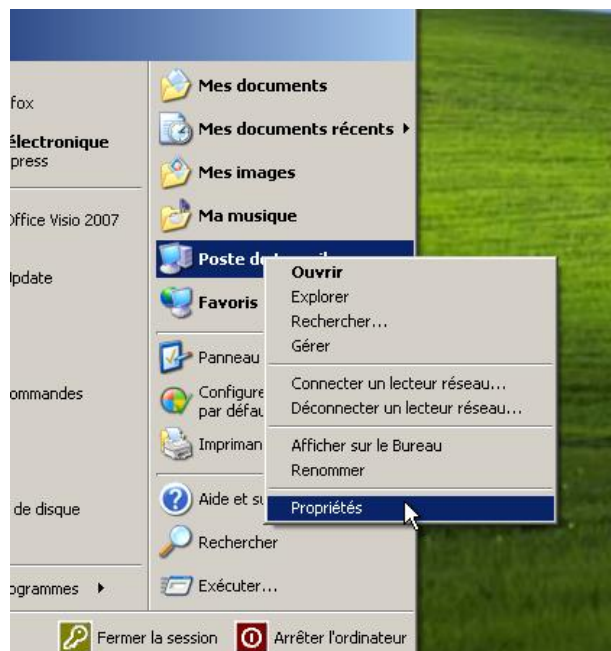 fox
électronique
press
Office Visio 2007
Update
ommandes
de disque
ogrammes
Mes documents
Mes documents récents
Mes images
Ma musique
Poste de
Favoris
Panneau
Configure
par défau
Impriman
Aide et su
Rechercher
Exécuter...
Ouvrir
Explorer
Rechercher...
Gérer
Connecter un lecteur réseau...
Déconnecter un lecteur réseau...
Afficher sur le Bureau
Renommer
Propriétés
Fermer la session
Arrêter l'ordinateur